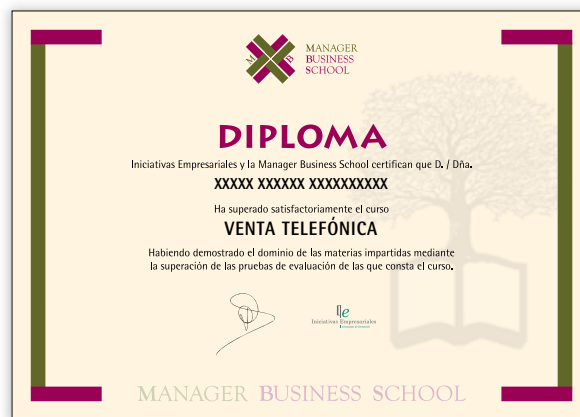 M B
MANAGER
BUSINESS
SCHOOL
DIPLOMA
Iniciativas Empresariales y la Manager Business School certifican que D. / Dña.
XXXXX XXXXXX XXXXXXXXXX
Ha superado satisfactoriamente el curso
VENTA TELEFÓNICA
Habiendo demostrado el dominio de las materias impartidas mediante
la superación de las pruebas de evaluación de las que consta el curso.
Ie
Iniciativas Empresariales
MANAGER BUSINESS SCHOOL